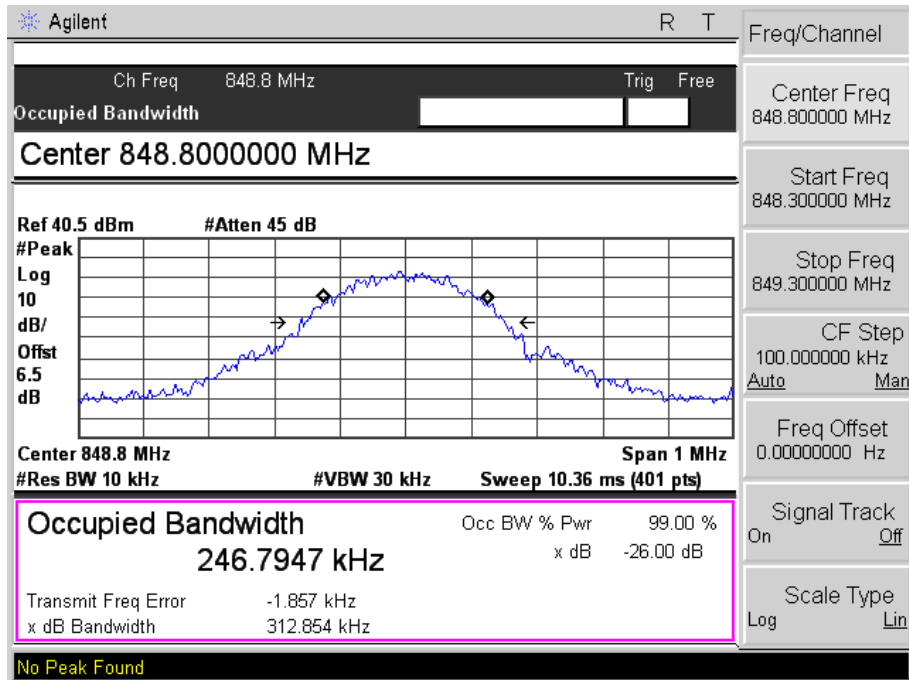 Agilent R T
Ch Freq 848.8 MHz Trig Free
Occupied Bandwidth
Center 848.8000000 MHz
Ref 40.5 dBm #Atten 45 dB
#Peak
Log
10
dB/
Offst
6.5
dB
Center 848.8 MHz Span 1 MHz
#Res BW 10 kHz #VBW 30 kHz Sweep 10.36 ms (401 pts)
Occupied Bandwidth Occ BW % Pwr 99.00 %
246.7947 kHz x dB -26.00 dB
Transmit Freq Error -1.857 kHz
x dB Bandwidth 312.854 kHz
No Peak Found
Freq/Channel
Center Freq
848.800000 MHz
Start Freq
848.300000 MHz
Stop Freq
849.300000 MHz
CF Step
100.000000 kHz
Auto Man
Freq Offset
0.00000000 Hz
Signal Track
On Off
Scale Type
Log Lin